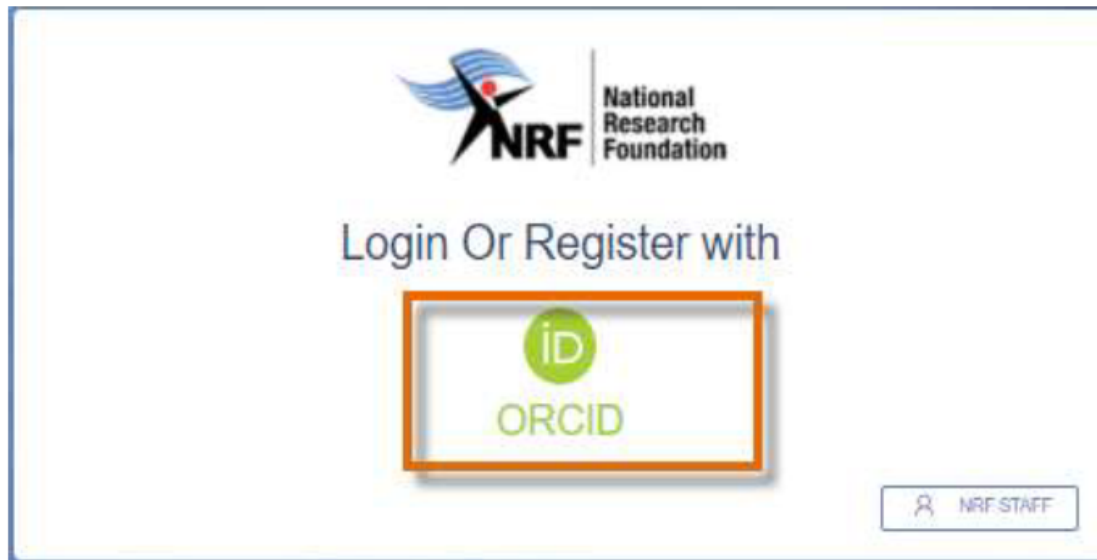 NRF
National
Research
Foundation
Login Or Register with
iD
ORCID
NRF STAFF